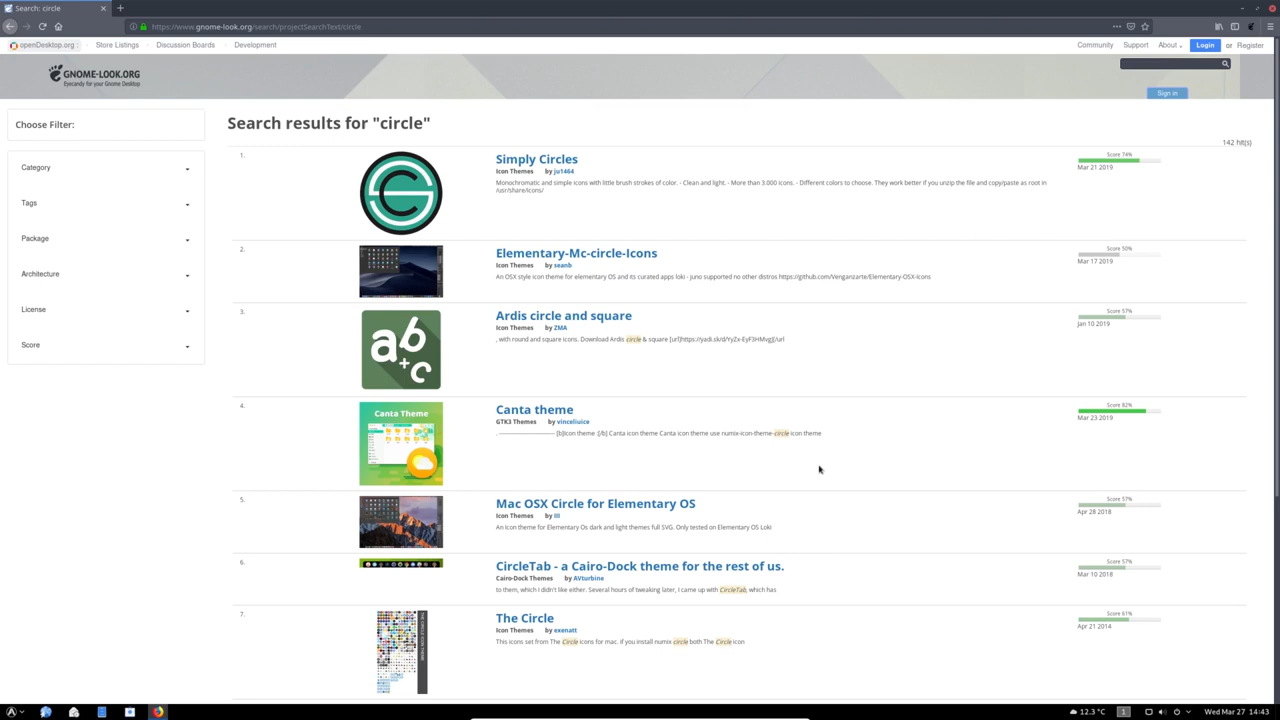 Search: circle
https://www.gnome-look.org/search/projectSearchText/circle
openDesktop.org :
Store Listings
Discussion Boards
Development
Community
Support
About
Login
or
Register
GNOME-LOOK.ORG
Eyecandy for your Gnome Desktop
Sign in
Choose Filter:
Category
Tags
Package
Architecture
License
Score
Search results for "circle"
142 hit(s)
1.
Simply Circles
Icon Themes by ju1464
Monochromatic and simple icons with little brush strokes of color. - Clean and light. - More than 3.000 icons. - Different colors to choose. They work better if you unzip the file and copy/paste as root in
/usr/share/icons/
Score 74%
Mar 21 2019
2.
Elementary-Mc-circle-Icons
Icon Themes by seanb
An OSX style icon theme for elementary OS and its curated apps loki - juno supported no other distros https://github.com/Venganzarte/Elementary-OSX-Icons
Score 50%
Mar 17 2019
3.
ab
+c
Ardis circle and square
Icon Themes by ZMA
, with round and square icons. Download Ardis circle & square [url]https://yadi.sk/d/YyZx-EyF3HMvgJ[/url
Score 57%
Jan 10 2019
4.
Canta Theme
Canta theme
GTK3 Themes by vinceliuice
. ------------------------ [b]Icon theme :[/b] Canta icon theme Canta icon theme use numix-icon-theme-circle icon theme
Score 82%
Mar 23 2019
5.
Mac OSX Circle for Elementary OS
Icon Themes by
An Icon theme for Elementary Os dark and light themes full SVG. Only tested on Elementary OS Loki
Score 57%
Apr 28 2018
6.
CircleTab - a Cairo-Dock theme for the rest of us.
Cairo-Dock Themes by AVturbine
to them, which I didn't like either. Several hours of tweaking later, I came up with CircleTab, which has
Score 57%
Mar 10 2018
7.
The Circle
Icon Themes by exenatt
This icons set from The Circle icons for mac. if you install numix circle both The Circle icon
Score 61%
Apr 21 2014
12.3 °C
1
Wed Mar 27 14:43